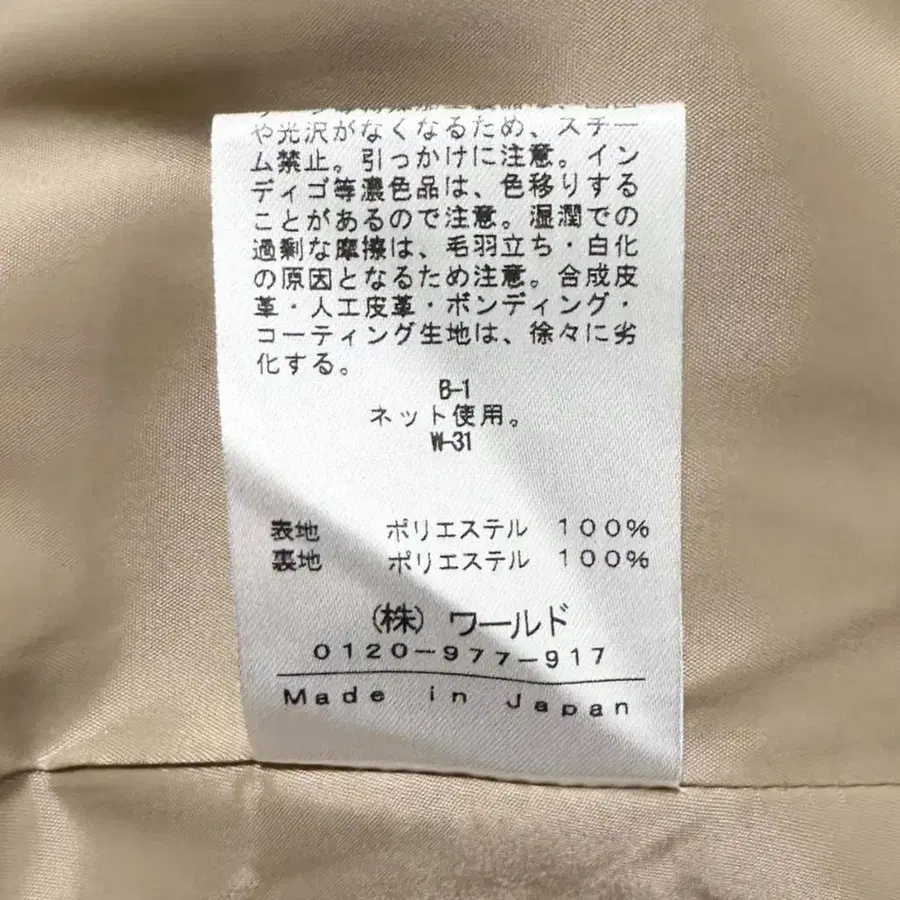 や光沢がなくなるため、スチー
ム禁止。引っかけに注意。イン
ディゴ等濃色品は、色移りする
ことがあるので注意。湿潤での
過剰な摩擦は、毛羽立ち・白化
の原因となるため注意。合成皮
革・人工皮革・ボンディング・
コーティング生地は、徐々に劣
化する。
B-1
ネット使用。
W-31
表地 ポリエステル 100%
裏地 ポリエステル 100%
(株) ワールド
0120-977-917
Made in Japan